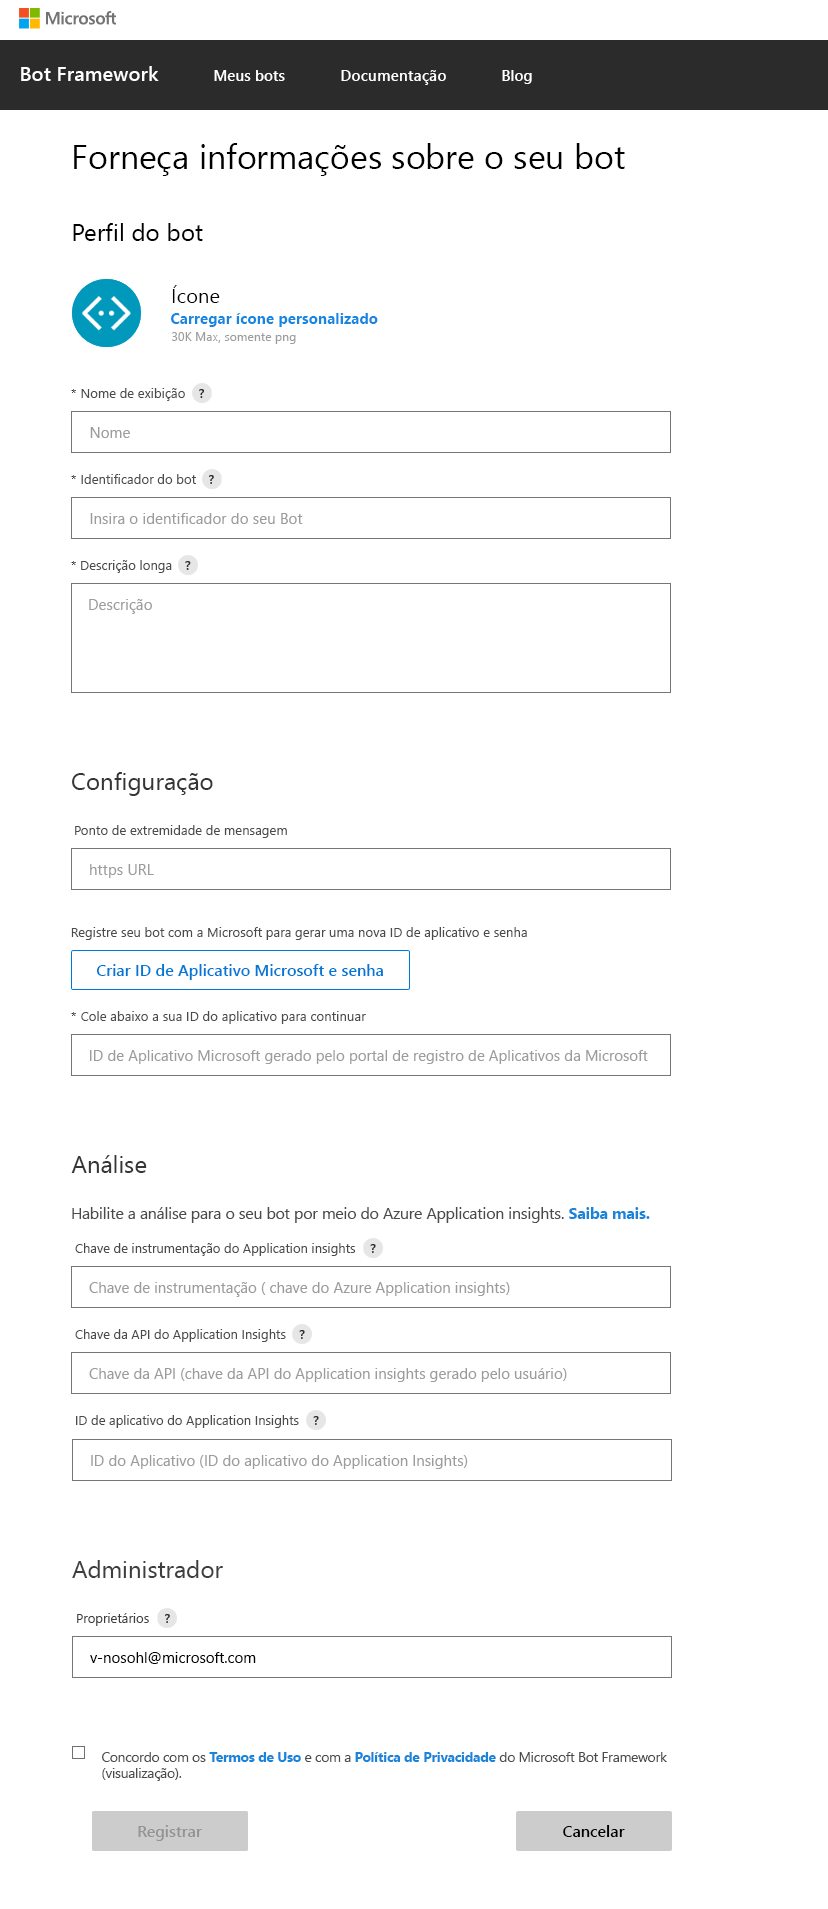 Microsoft
Bot Framework Meus bots Documentação Blog
Forneça informações sobre o seu bot
Perfil do bot
Ícone
Carregar ícone personalizado
30K Max, somente png
* Nome de exibição ?
Nome
* Identificador do bot ?
Insira o identificador do seu Bot
* Descrição longa ?
Descrição
Configuração
Ponto de extremidade de mensagem
https URL
Registre seu bot com a Microsoft para gerar uma nova ID de aplicativo e senha
Criar ID de Aplicativo Microsoft e senha
* Cole abaixo a sua ID do aplicativo para continuar
ID de Aplicativo Microsoft gerado pelo portal de registro de Aplicativos da Microsoft
Análise
Habilite a análise para o seu bot por meio do Azure Application insights. Saiba mais.
Chave de instrumentação do Application insights ?
Chave de instrumentação ( chave do Azure Application insights)
Chave da API do Application Insights ?
Chave da API (chave da API do Application insights gerado pelo usuário)
ID de aplicativo do Application Insights ?
ID do Aplicativo (ID do aplicativo do Application Insights)
Administrador
Proprietários ?
v-nosohl@microsoft.com
Concordo com os Termos de Uso e com a Política de Privacidade do Microsoft Bot Framework
(visualização).
Registrar Cancelar